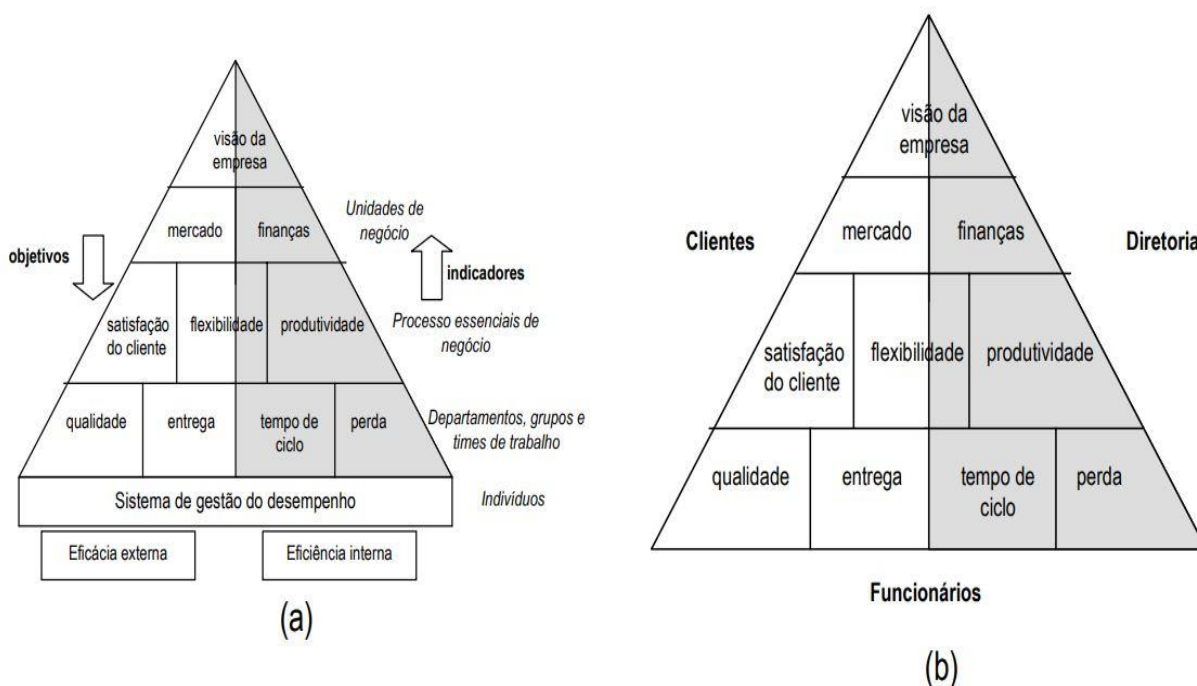 visão da
empresa
mercado
finanças
Unidades de
negócio
objetivos
indicadores
satisfação
do cliente
flexibilidade
produtividade
Processo essenciais de
negócio
qualidade
entrega
tempo de
ciclo
perda
Departamentos, grupos e
times de trabalho
Sistema de gestão do desempenho
Indivíduos
Eficácia externa
Eficiência interna
(a)
visão da
empresa
Clientes
mercado
finanças
Diretoria
satisfação
do cliente
flexibilidade
produtividade
qualidade
entrega
tempo de
ciclo
perda
Funcionários
(b)